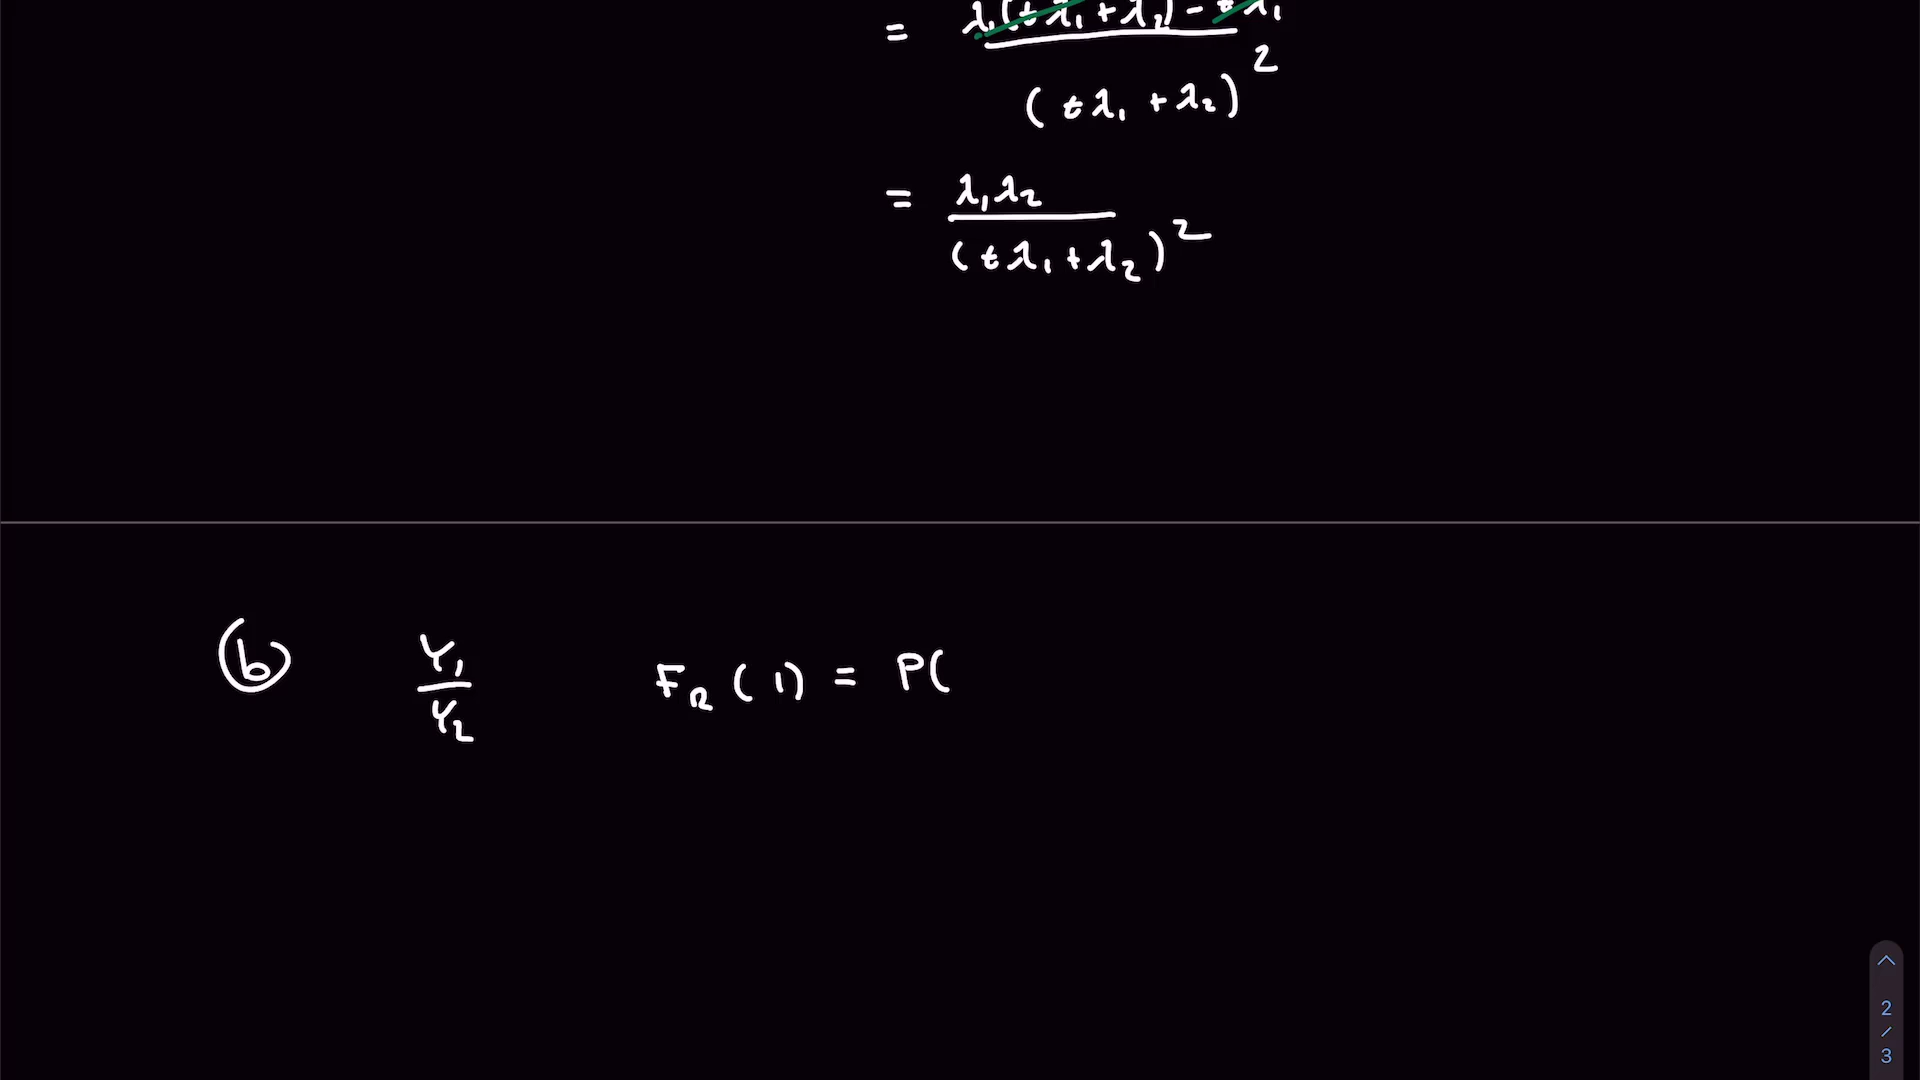 = λ₁(tλ₁+λ₂) - tλ₁
(tλ₁+λ₂)²
= λ₁λ₂
(tλ₁+λ₂)²
b Y₁ F_R(1) = P(
Y₂
2
/
3